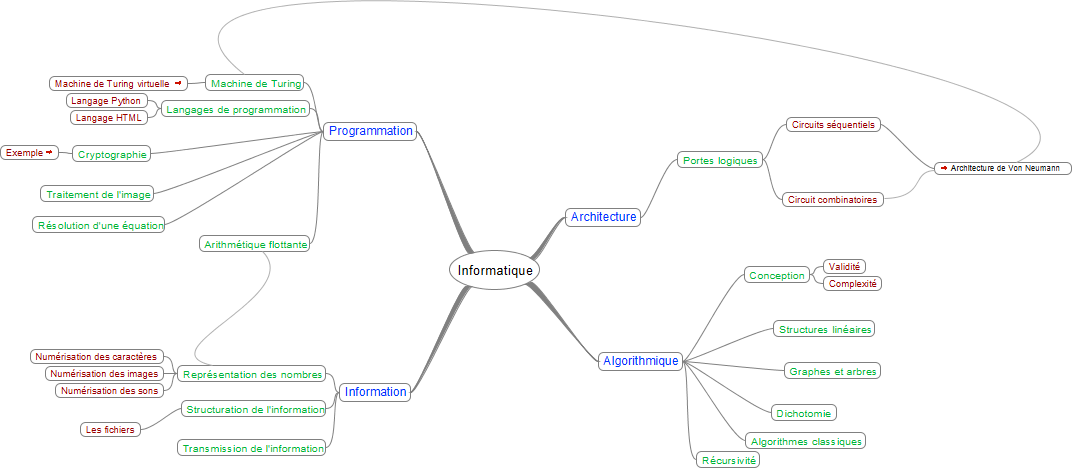 Informatique
Programmation
Machine de Turing
Machine de Turing virtuelle
Langages de programmation
Langage Python
Langage HTML
Cryptographie
Exemple
Traitement de l'image
Résolution d'une équation
Arithmétique flottante
Information
Représentation des nombres
Numérisation des caractères
Numérisation des images
Numérisation des sons
Structuration de l'information
Les fichiers
Transmission de l'information
Architecture
Portes logiques
Circuits séquentiels
Circuit combinatoires
Architecture de Von Neumann
Algorithmique
Conception
Validité
Complexité
Structures linéaires
Graphes et arbres
Dichotomie
Algorithmes classiques
Récursivité